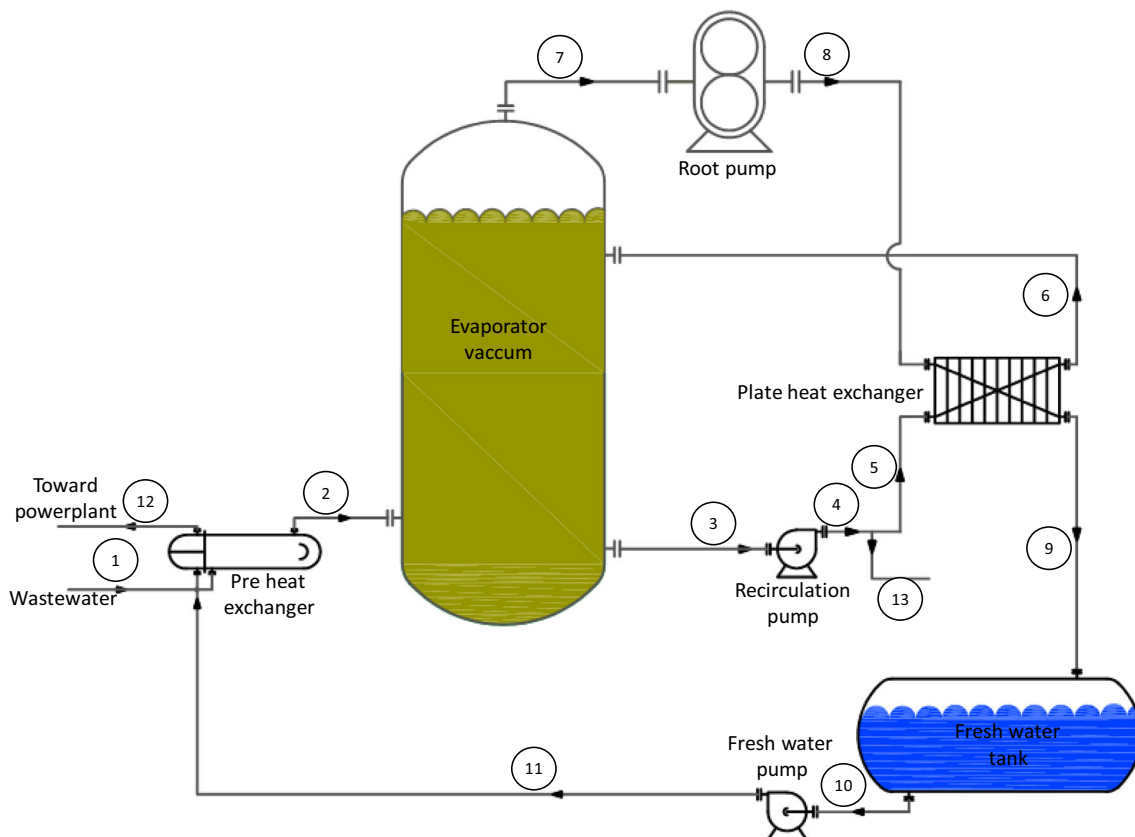 7
8
Root pump
6
Evaporator
vaccum
Plate heat exchanger
5
Toward
powerplant
12
2
3
4
9
1
Wastewater
Pre heat
exchanger
Recirculation
pump
13
Fresh water
tank
Fresh water
pump
11
10